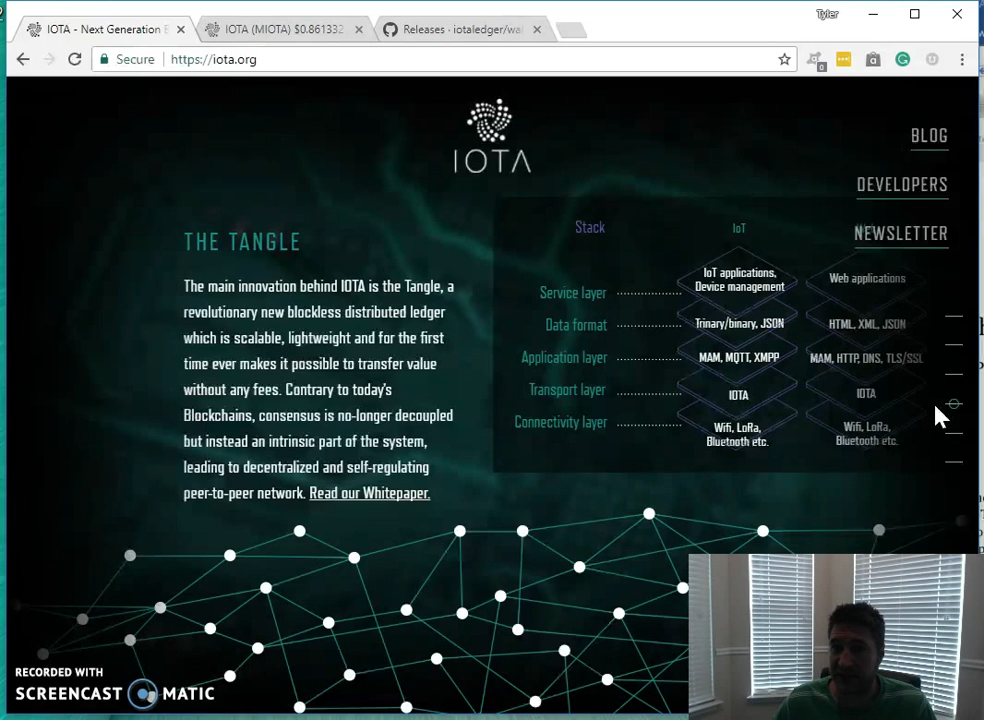 Tyler
IOTA - Next Generation B
IOTA (MIOTA) $0.861332
Releases · iotaledger/wal
Secure
https://iota.org
0
IOTA
BLOG
DEVELOPERS
NEWSLETTER
THE TANGLE
The main innovation behind IOTA is the Tangle, a
revolutionary new blockless distributed ledger
which is scalable, lightweight and for the first
time ever makes it possible to transfer value
without any fees. Contrary to today's
Blockchains, consensus is no-longer decoupled
but instead an intrinsic part of the system,
leading to decentralized and self-regulating
peer-to-peer network. Read our Whitepaper.
Stack
IoT
Service layer
IoT applications,
Device management
Web applications
Data format
Trinary/binary, JSON
HTML, XML, JSON
Application layer
MAM, MQTT, XMPP
MAM, HTTP, DNS, TLS/SSL
Transport layer
IOTA
IOTA
Connectivity layer
Wifi, LoRa,
Bluetooth etc.
Wifi, LoRa,
Bluetooth etc.
RECORDED WITH
SCREENCAST MATIC